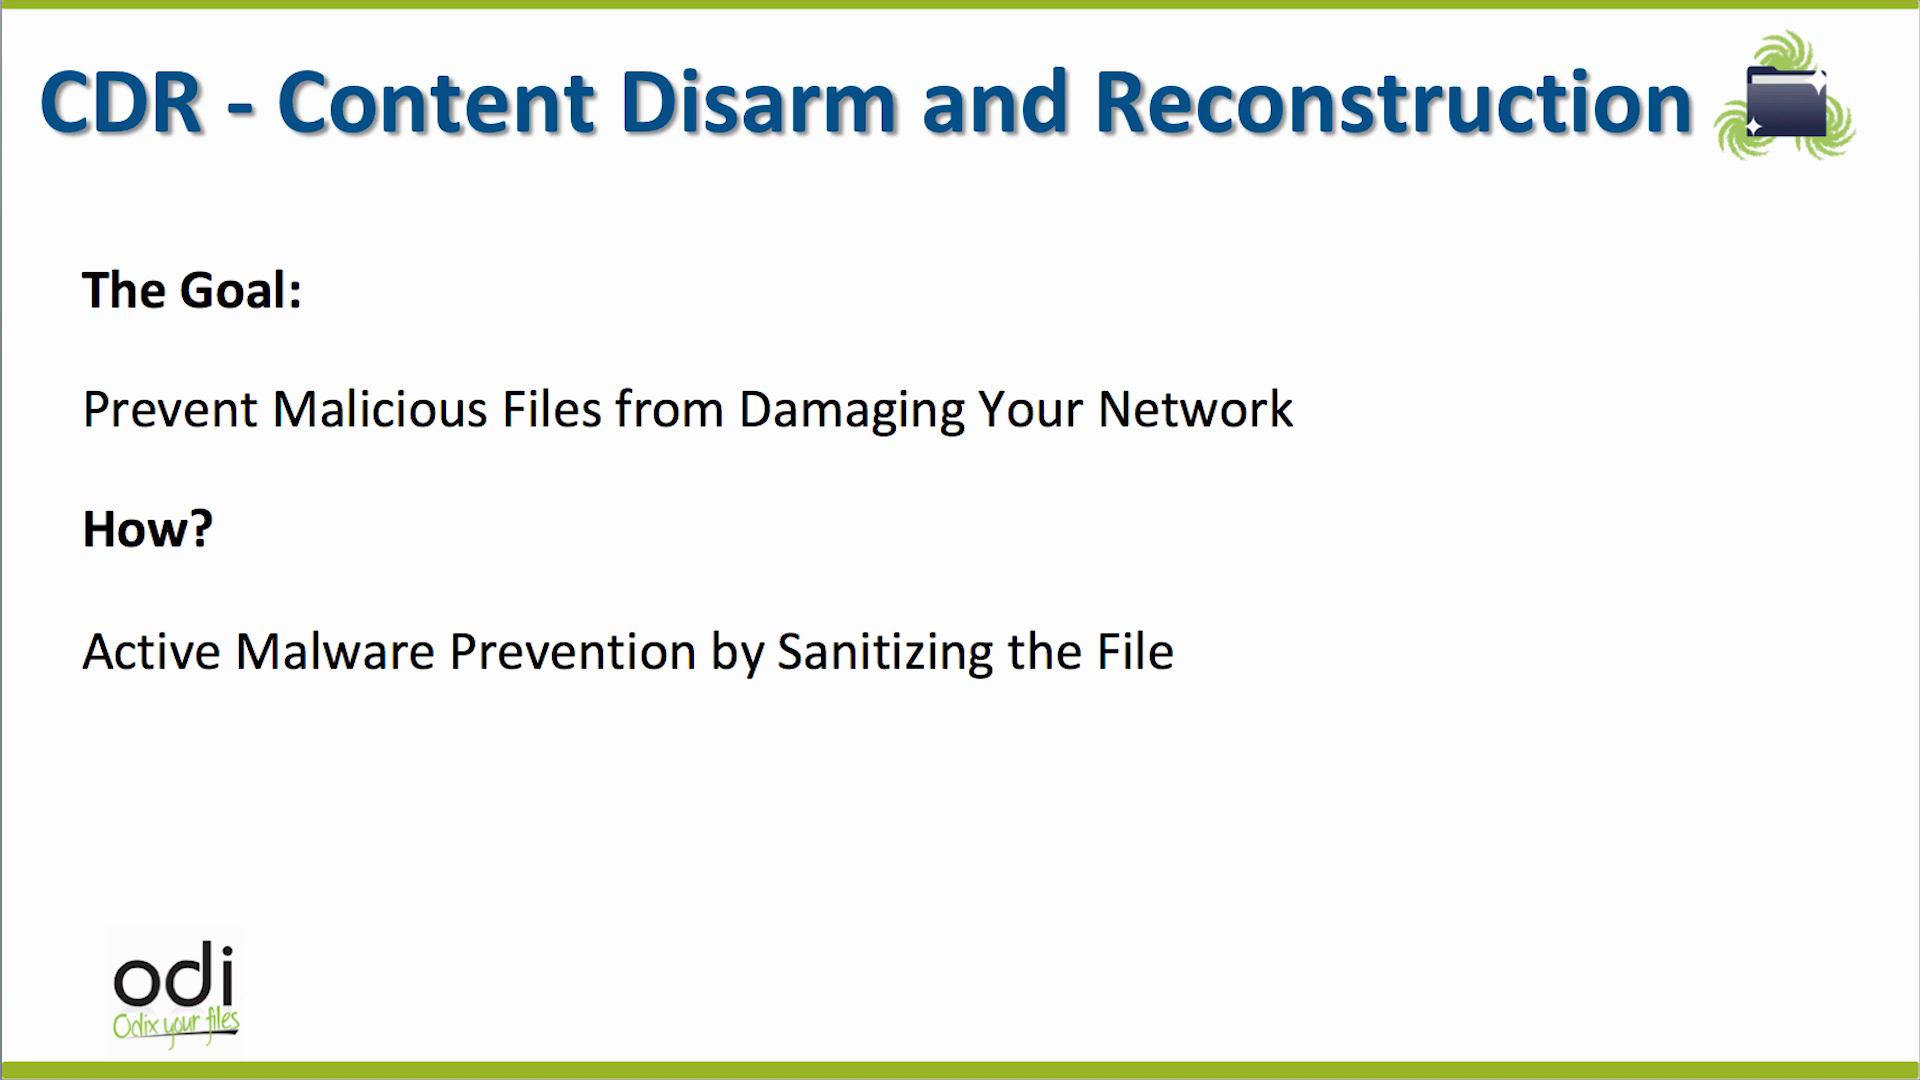 CDR - Content Disarm and Reconstruction
The Goal:
Prevent Malicious Files from Damaging Your Network
How?
Active Malware Prevention by Sanitizing the File
odi
Odix your files